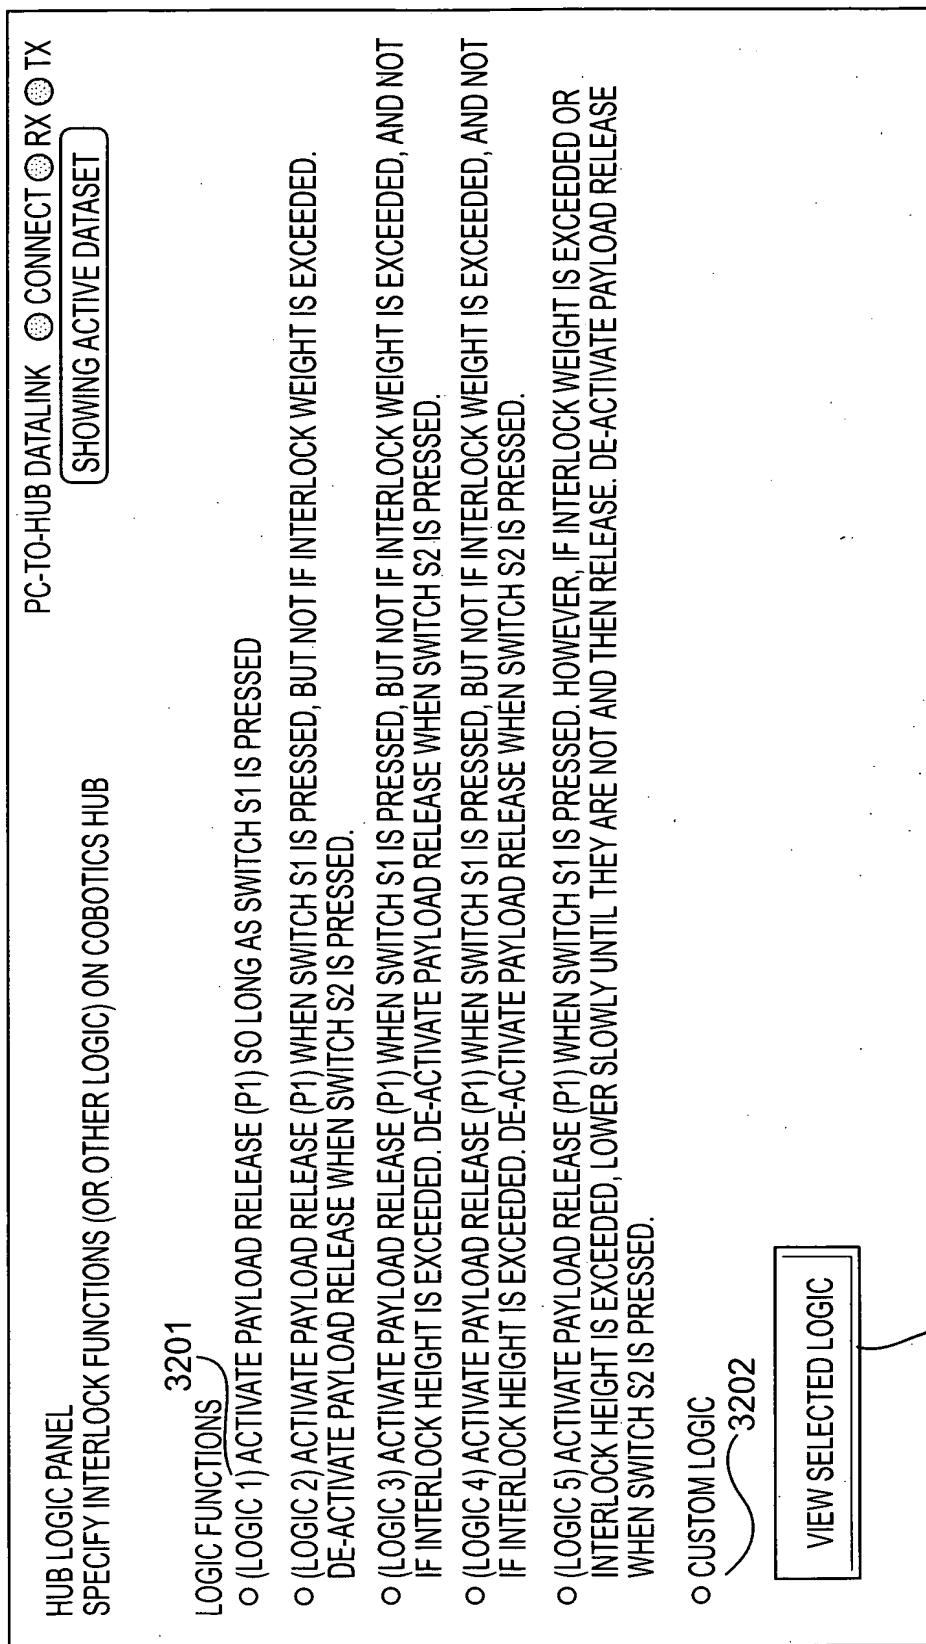 HUB LOGIC PANEL
SPECIFY INTERLOCK FUNCTIONS (OR OTHER LOGIC) ON COBOTICS HUB
PC-TO-HUB DATALINK CONNECT RX TX
SHOWING ACTIVE DATASET
3201
LOGIC FUNCTIONS
(LOGIC 1) ACTIVATE PAYLOAD RELEASE (P1) SO LONG AS SWITCH S1 IS PRESSED
(LOGIC 2) ACTIVATE PAYLOAD RELEASE (P1) WHEN SWITCH S1 IS PRESSED, BUT NOT IF INTERLOCK WEIGHT IS EXCEEDED.
DE-ACTIVATE PAYLOAD RELEASE WHEN SWITCH S2 IS PRESSED.
(LOGIC 3) ACTIVATE PAYLOAD RELEASE (P1) WHEN SWITCH S1 IS PRESSED, BUT NOT IF INTERLOCK WEIGHT IS EXCEEDED, AND NOT
IF INTERLOCK HEIGHT IS EXCEEDED. DE-ACTIVATE PAYLOAD RELEASE WHEN SWITCH S2 IS PRESSED.
(LOGIC 4) ACTIVATE PAYLOAD RELEASE (P1) WHEN SWITCH S1 IS PRESSED, BUT NOT IF INTERLOCK WEIGHT IS EXCEEDED, AND NOT
IF INTERLOCK HEIGHT IS EXCEEDED. DE-ACTIVATE PAYLOAD RELEASE WHEN SWITCH S2 IS PRESSED.
(LOGIC 5) ACTIVATE PAYLOAD RELEASE (P1) WHEN SWITCH S1 IS PRESSED. HOWEVER, IF INTERLOCK WEIGHT IS EXCEEDED OR
INTERLOCK HEIGHT IS EXCEEDED, LOWER SLOWLY UNTIL THEY ARE NOT AND THEN RELEASE. DE-ACTIVATE PAYLOAD RELEASE
WHEN SWITCH S2 IS PRESSED.
CUSTOM LOGIC
3202
VIEW SELECTED LOGIC